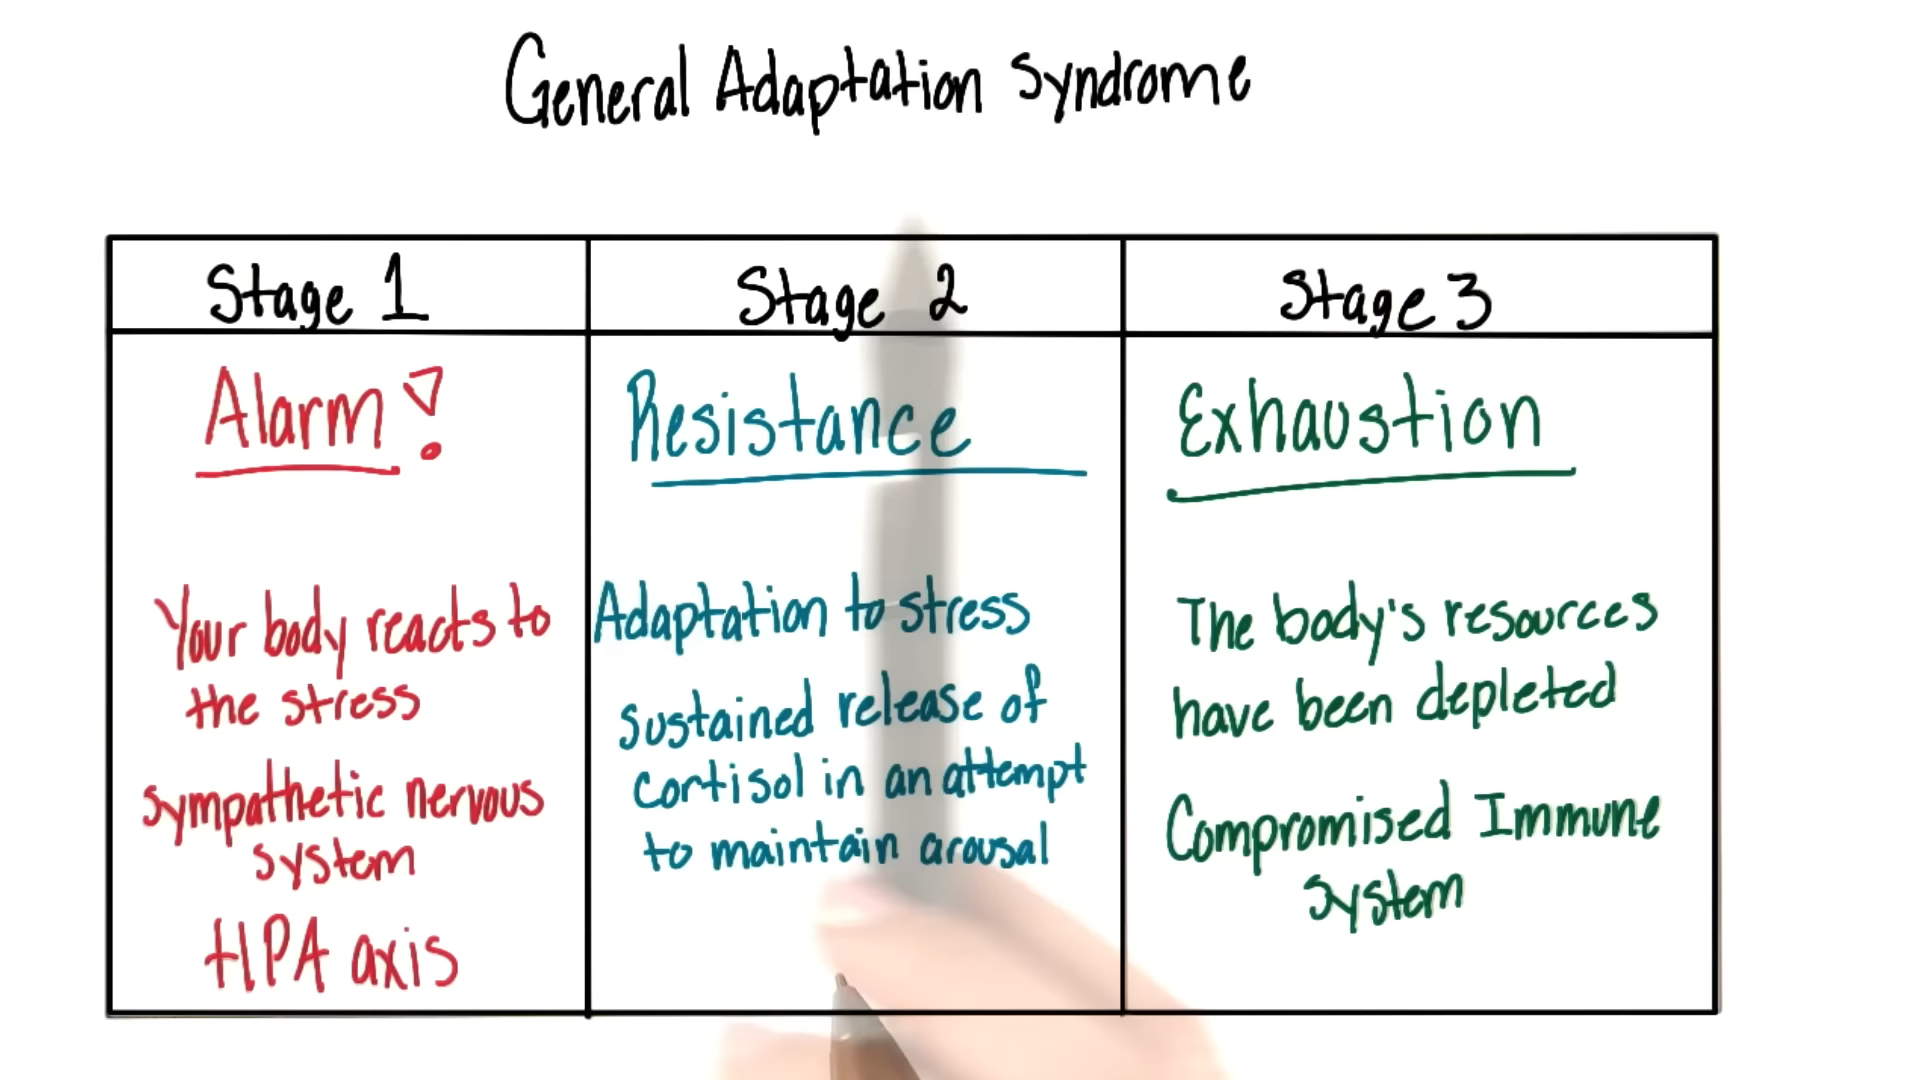 General Adaptation Syndrome
Stage 1
Stage 2
Stage 3
Alarm!
Resistance
Exhaustion
Your body reacts to
the stress
sympathetic nervous
system
HPA axis
Adaptation to stress
sustained release of
cortisol in an attempt
to maintain arousal
The body's resources
have been depleted
Compromised Immune
system